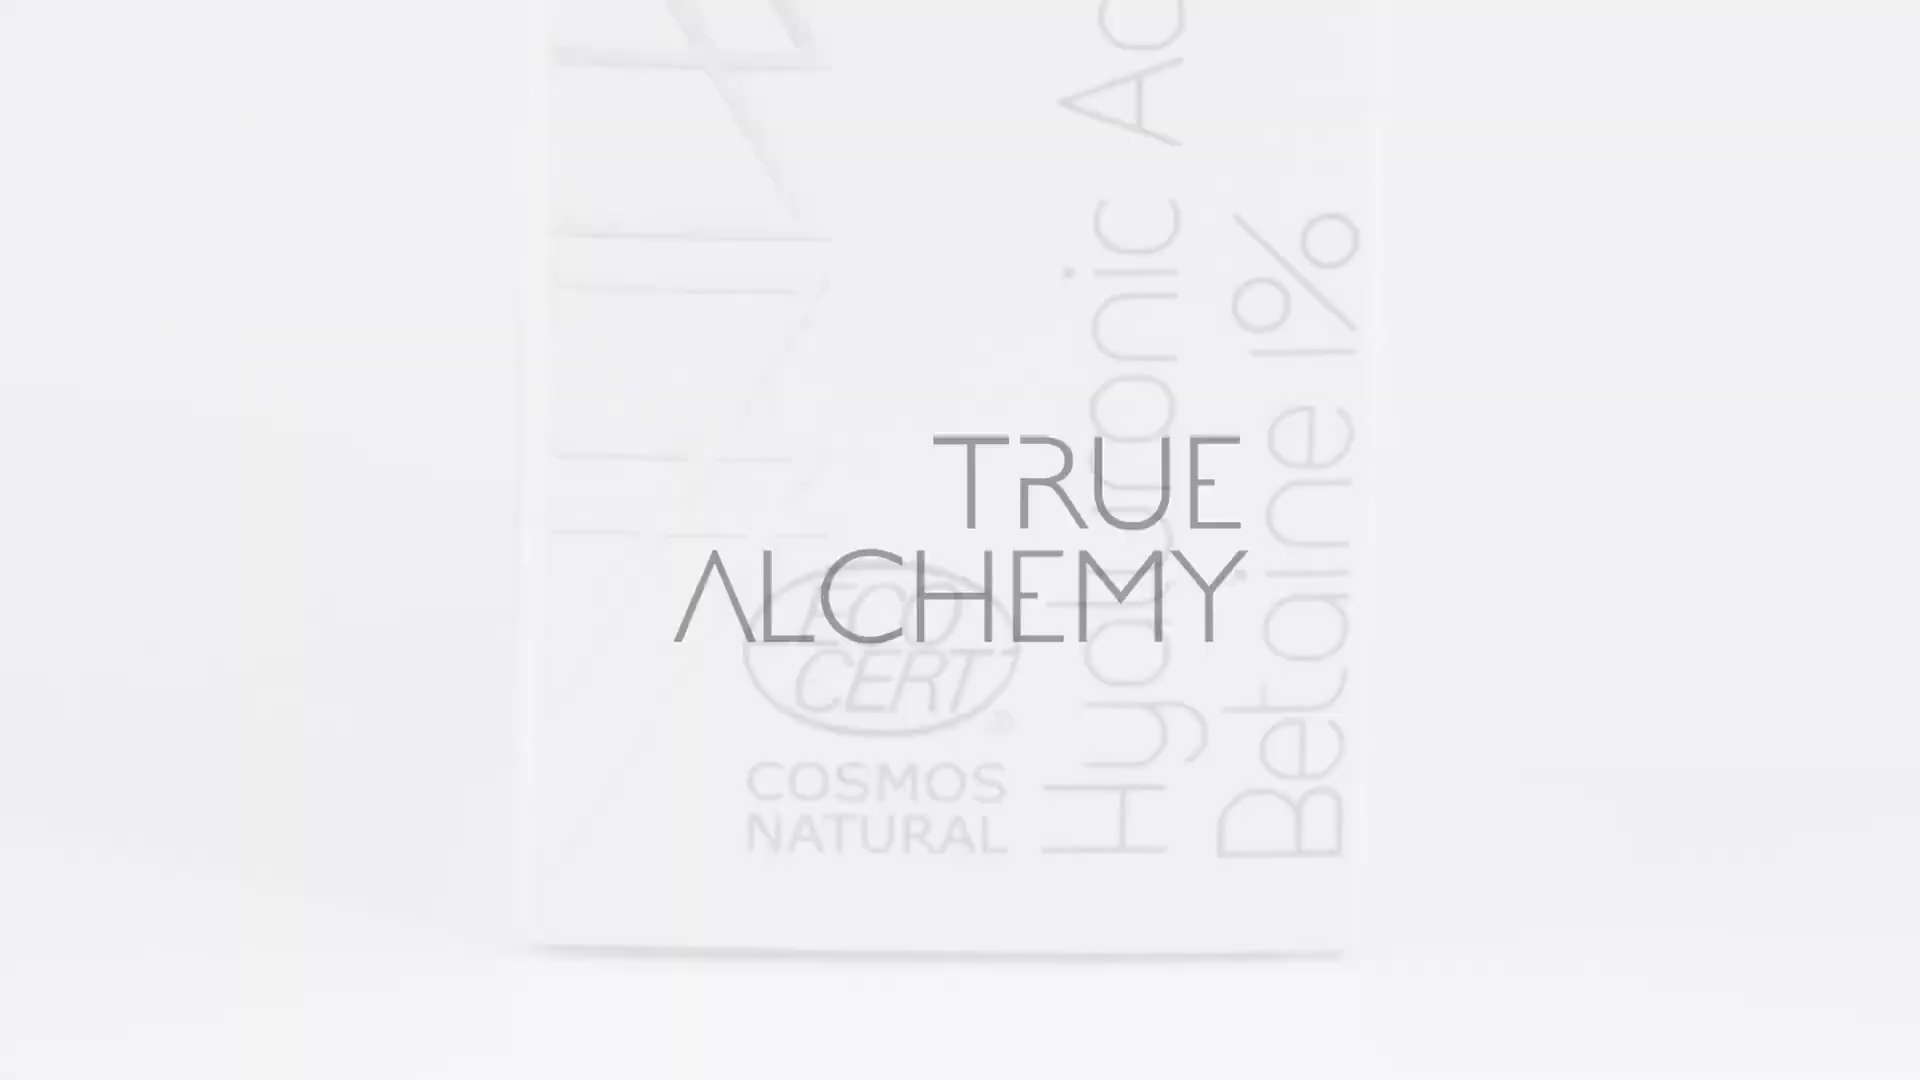 TRUE
ALCHEMY
ECO
CERT
®
COSMOS
NATURAL
Hyaluronic Ac
Betaine 1%